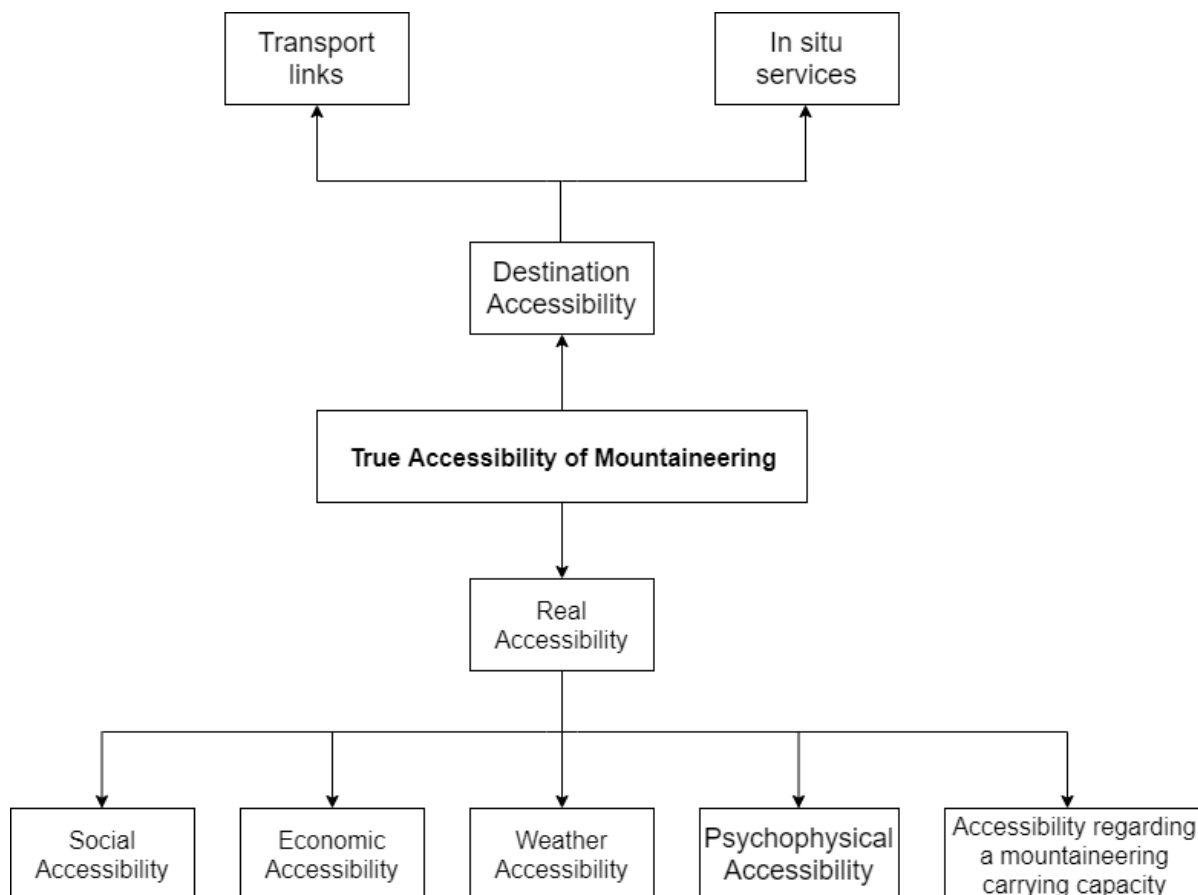 Transport
links
In situ
services
Destination
Accessibility
True Accessibility of Mountaineering
Real
Accessibility
Social
Accessibility
Economic
Accessibility
Weather
Accessibility
Psychophysical
Accessibility
Accessibility regarding
a mountaineering
carrying capacity